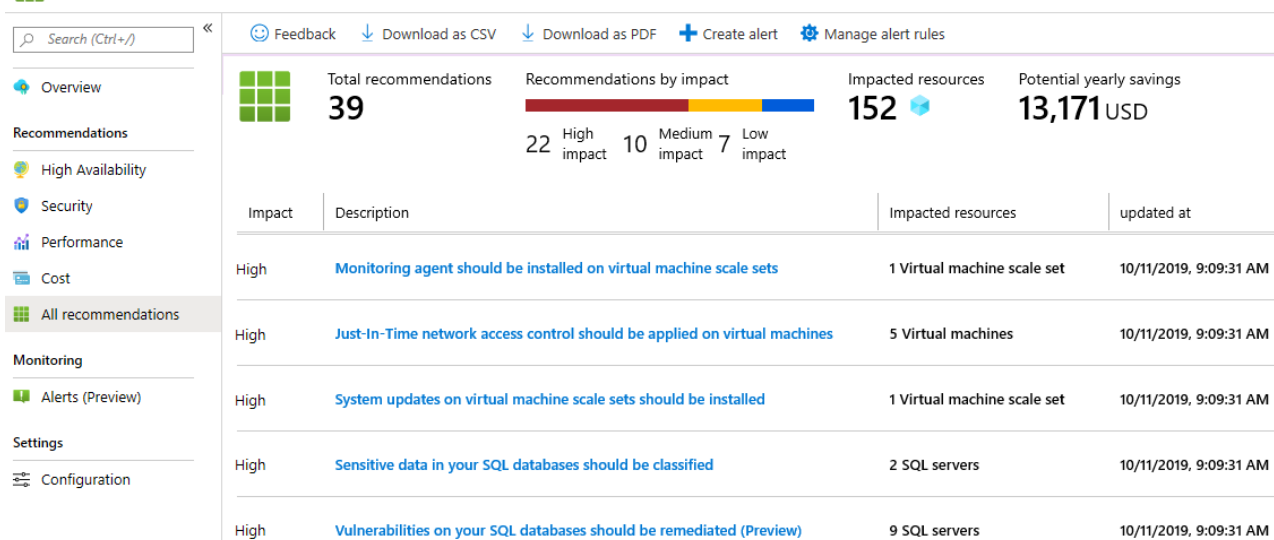 Search (Ctrl+/)
«
Overview
Recommendations
High Availability
Security
Performance
Cost
All recommendations
Monitoring
Alerts (Preview)
Settings
Configuration
Feedback Download as CSV Download as PDF Create alert Manage alert rules
Total recommendations
39
Recommendations by impact
22 High impact 10 Medium impact 7 Low impact
Impacted resources
152
Potential yearly savings
13,171 USD
Impact Description Impacted resources updated at
High Monitoring agent should be installed on virtual machine scale sets 1 Virtual machine scale set 10/11/2019, 9:09:31 AM
High Just-In-Time network access control should be applied on virtual machines 5 Virtual machines 10/11/2019, 9:09:31 AM
High System updates on virtual machine scale sets should be installed 1 Virtual machine scale set 10/11/2019, 9:09:31 AM
High Sensitive data in your SQL databases should be classified 2 SQL servers 10/11/2019, 9:09:31 AM
High Vulnerabilities on your SQL databases should be remediated (Preview) 9 SQL servers 10/11/2019, 9:09:31 AM